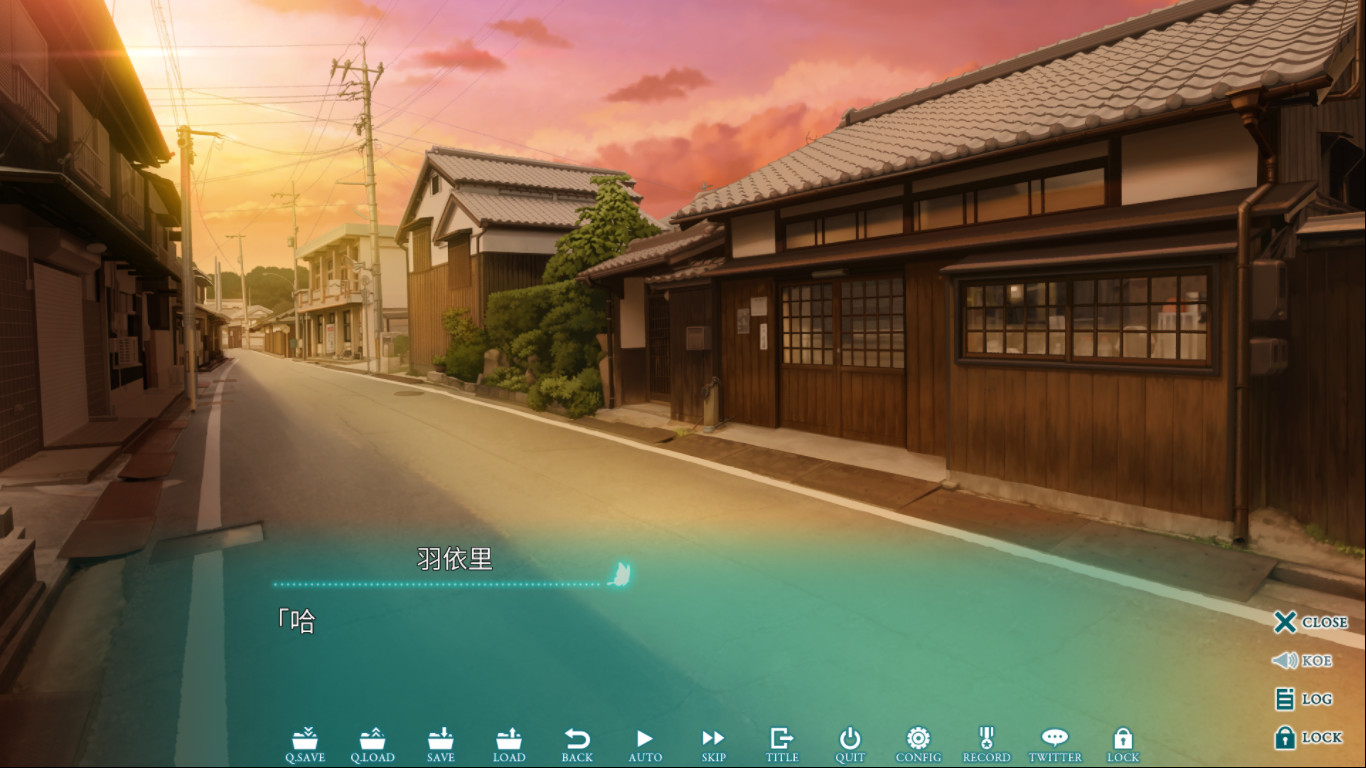 羽依里
「哈
CLOSE
KOE
LOG
LOCK
Q.SAVE Q.LOAD SAVE LOAD BACK AUTO SKIP TITLE QUIT CONFIG RECORD TWITTER LOCK